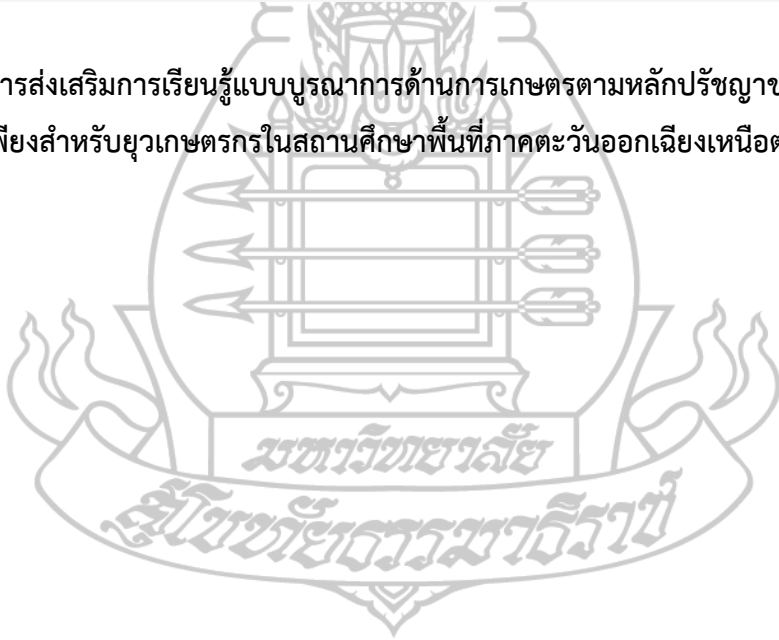 ารส่งเสริมการเรียนรู้แบบบูรณาการด้านการเกษตรตามหลักปรัชญาข
พียงสำหรับยุวเกษตรกรในสถานศึกษาพื้นที่ภาคตะวันออกเฉียงเหนือต
มหาวิทยาลัย
สุโขทัยธรรมาธิราช